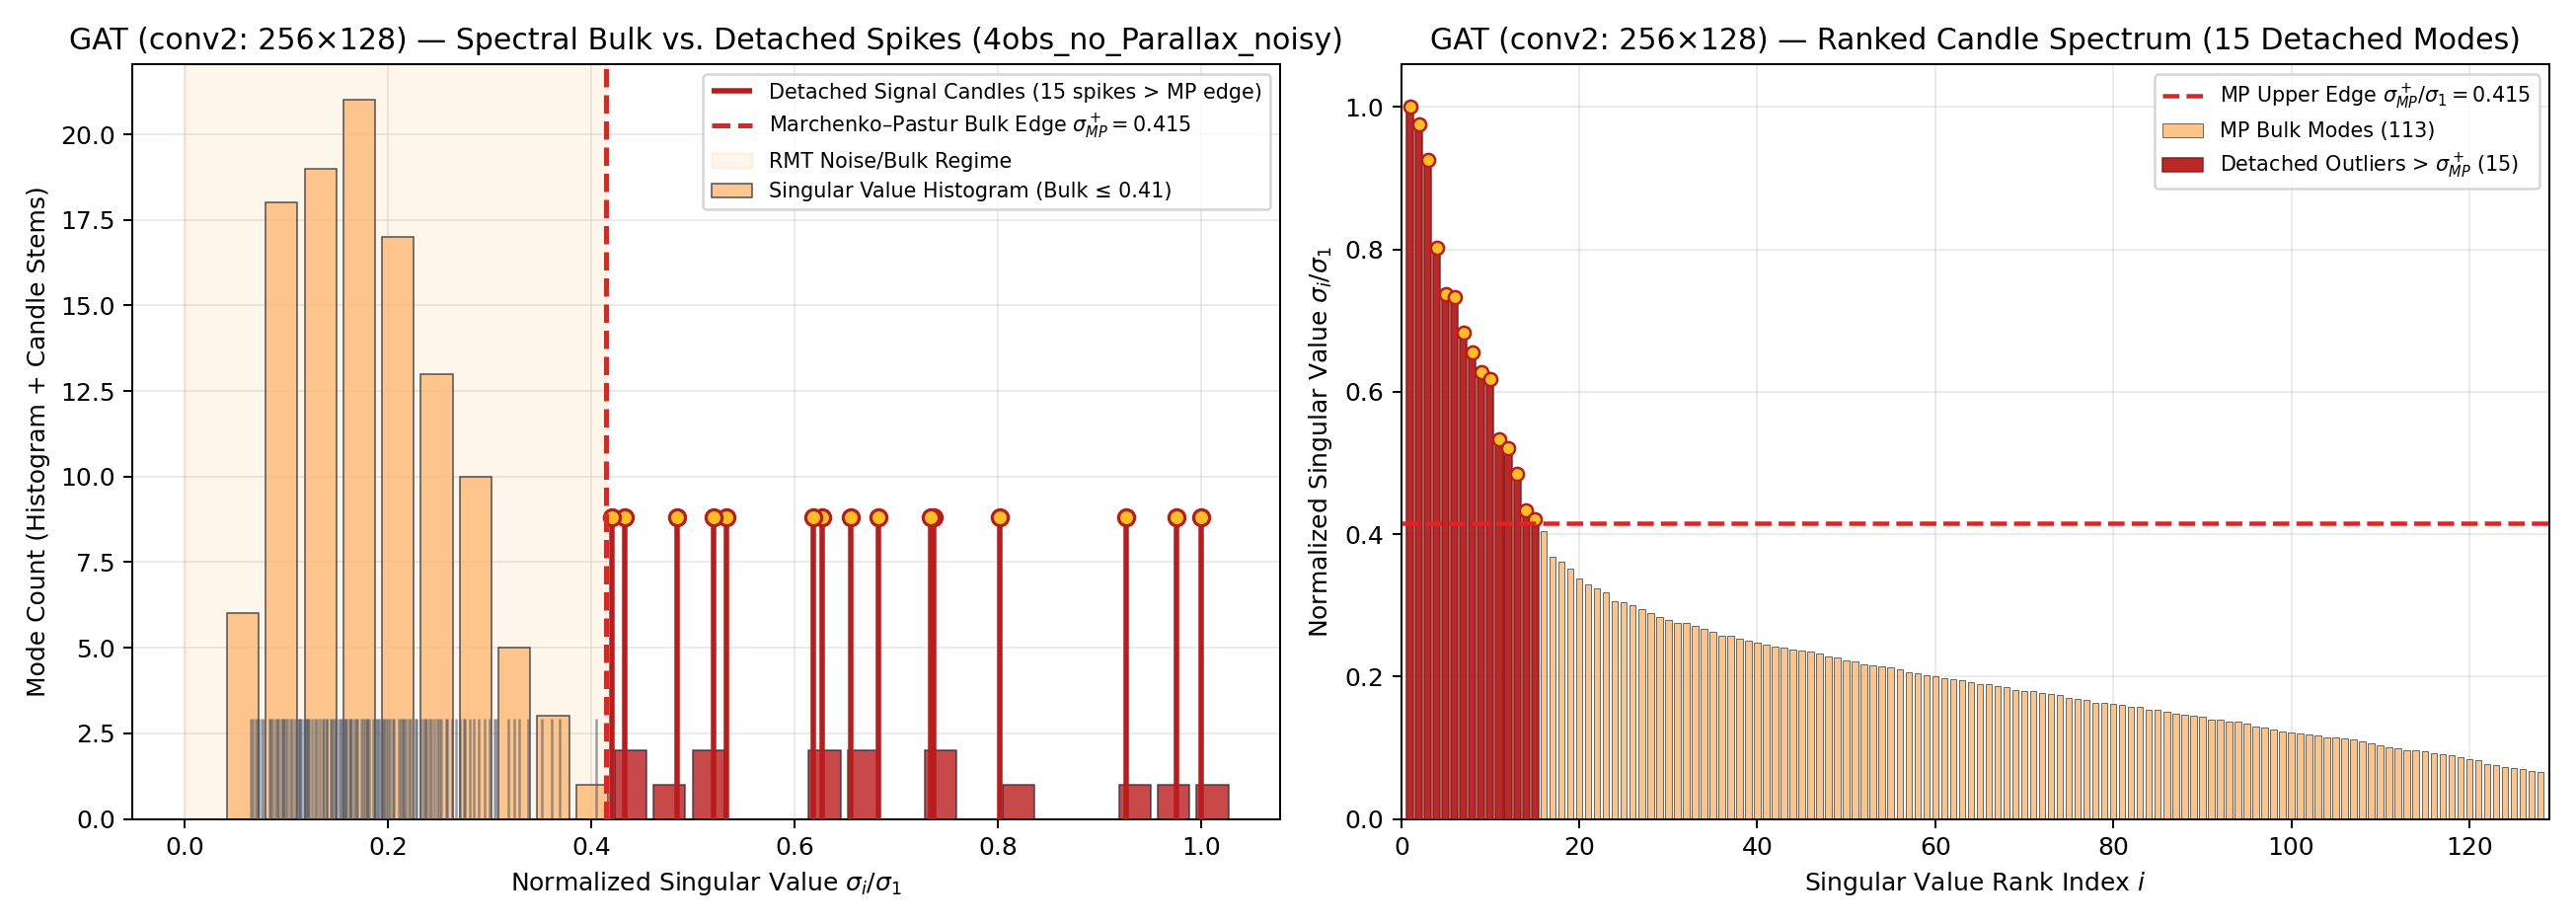 GAT (conv2: 256×128) — Spectral Bulk vs. Detached Spikes (4obs_no_Parallax_noisy)
Mode Count (Histogram + Candle Stems)
20.0
17.5
15.0
12.5
10.0
7.5
5.0
2.5
0.0
Detached Signal Candles (15 spikes > MP edge)
Marchenko–Pastur Bulk Edge σ⁺_MP = 0.415
RMT Noise/Bulk Regime
Singular Value Histogram (Bulk ≤ 0.41)
0.0 0.2 0.4 0.6 0.8 1.0
Normalized Singular Value σᵢ/σ₁
GAT (conv2: 256×128) — Ranked Candle Spectrum (15 Detached Modes)
Normalized Singular Value σᵢ/σ₁
1.0
0.8
0.6
0.4
0.2
0.0
MP Upper Edge σ⁺_MP/σ₁ = 0.415
MP Bulk Modes (113)
Detached Outliers > σ⁺_MP (15)
0 20 40 60 80 100 120
Singular Value Rank Index i